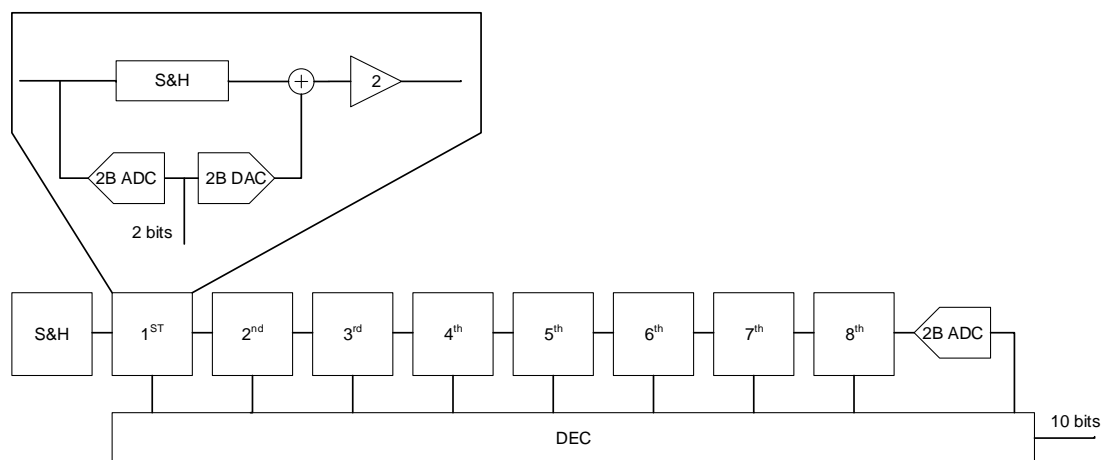 S&H
+
2
2B ADC
2B DAC
2 bits
S&H
1ST
2nd
3rd
4th
5th
6th
7th
8th
2B ADC
10 bits
DEC